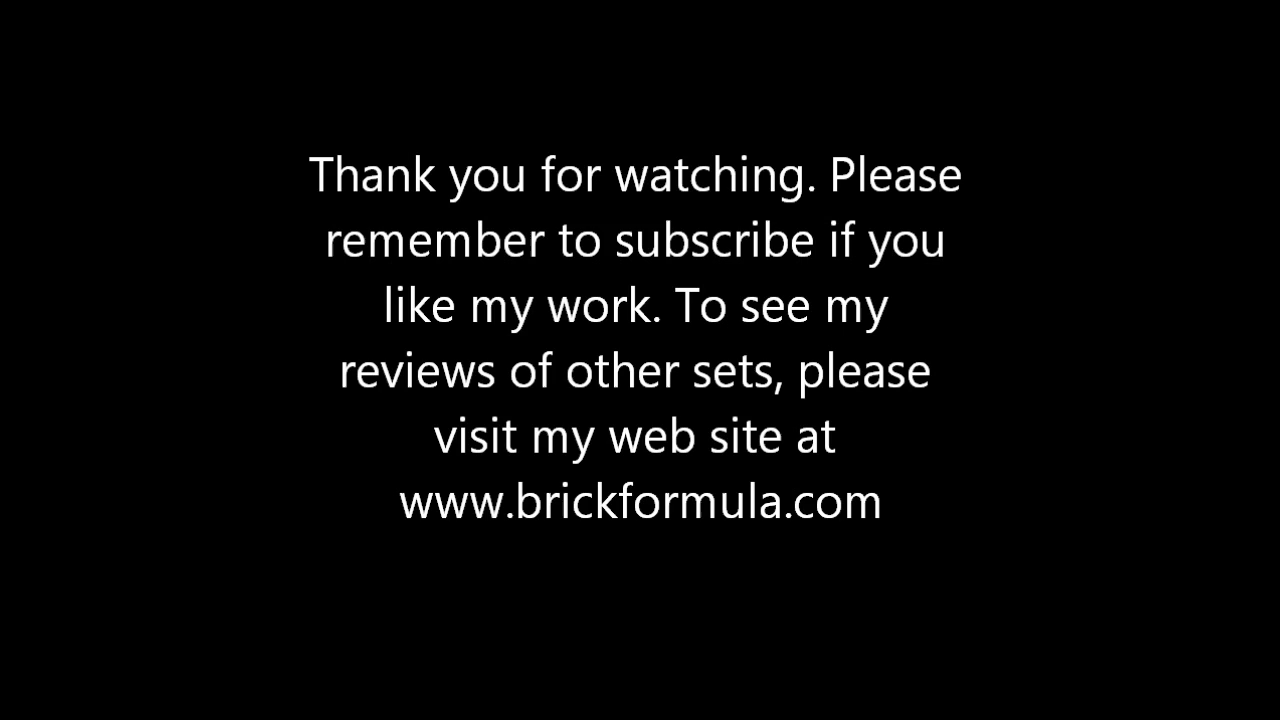 Thank you for watching. Please
remember to subscribe if you
like my work. To see my
reviews of other sets, please
visit my web site at
www.brickformula.com